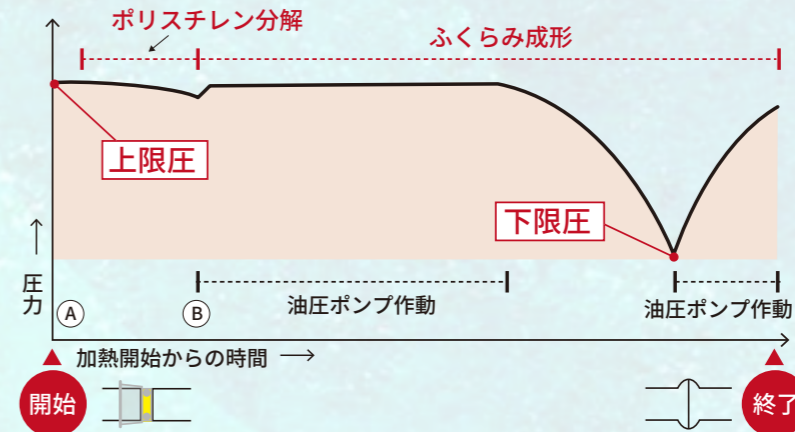 ポリスチレン分解
ふくらみ成形
上限圧
下限圧
圧力
A
B
油圧ポンプ作動
油圧ポンプ作動
加熱開始からの時間
開始
終了